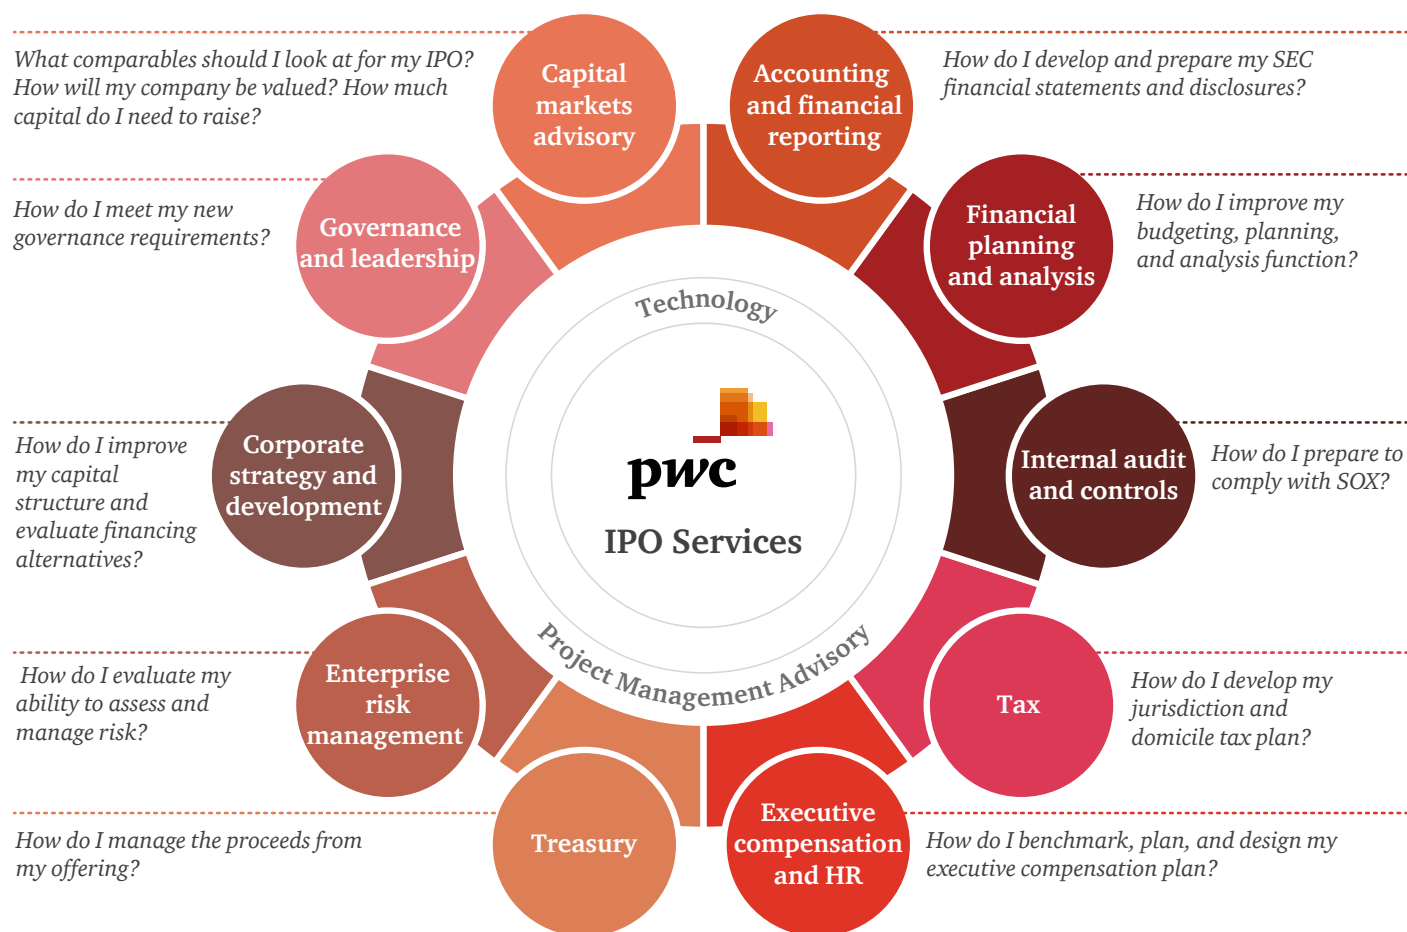 What comparables should I look at for my IPO?
How will my company be valued? How much
capital do I need to raise?
Capital
markets
advisory
Accounting
and financial
reporting
How do I develop and prepare my SEC
financial statements and disclosures?
How do I meet my new
governance requirements?
Governance
and leadership
Financial
planning
and analysis
How do I improve my
budgeting, planning,
and analysis function?
Technology
How do I improve
my capital
structure and
evaluate financing
alternatives?
Corporate
strategy and
development
pwc
IPO Services
Internal audit
and controls
How do I prepare to
comply with SOX?
Project Management Advisory
How do I evaluate my
ability to assess and
manage risk?
Enterprise
risk
management
Tax
How do I develop my
jurisdiction and
domicile tax plan?
How do I manage the proceeds from
my offering?
Treasury
Executive
compensation
and HR
How do I benchmark, plan, and design my
executive compensation plan?